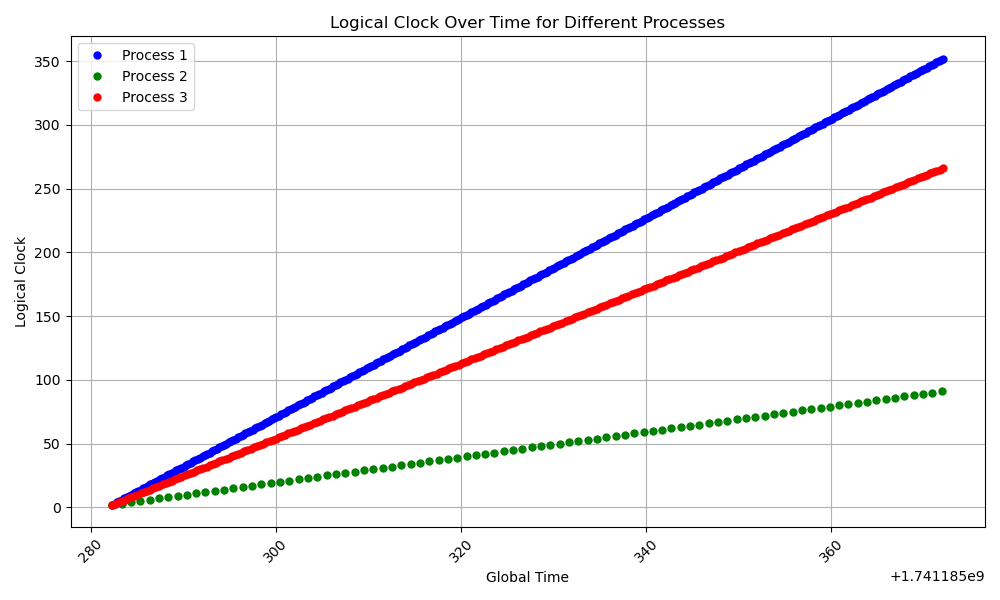 Logical Clock Over Time for Different Processes
Process 1
Process 2
Process 3
350
300
250
200
150
100
50
0
Logical Clock
280
300
320
340
360
Global Time
+1.741185e9